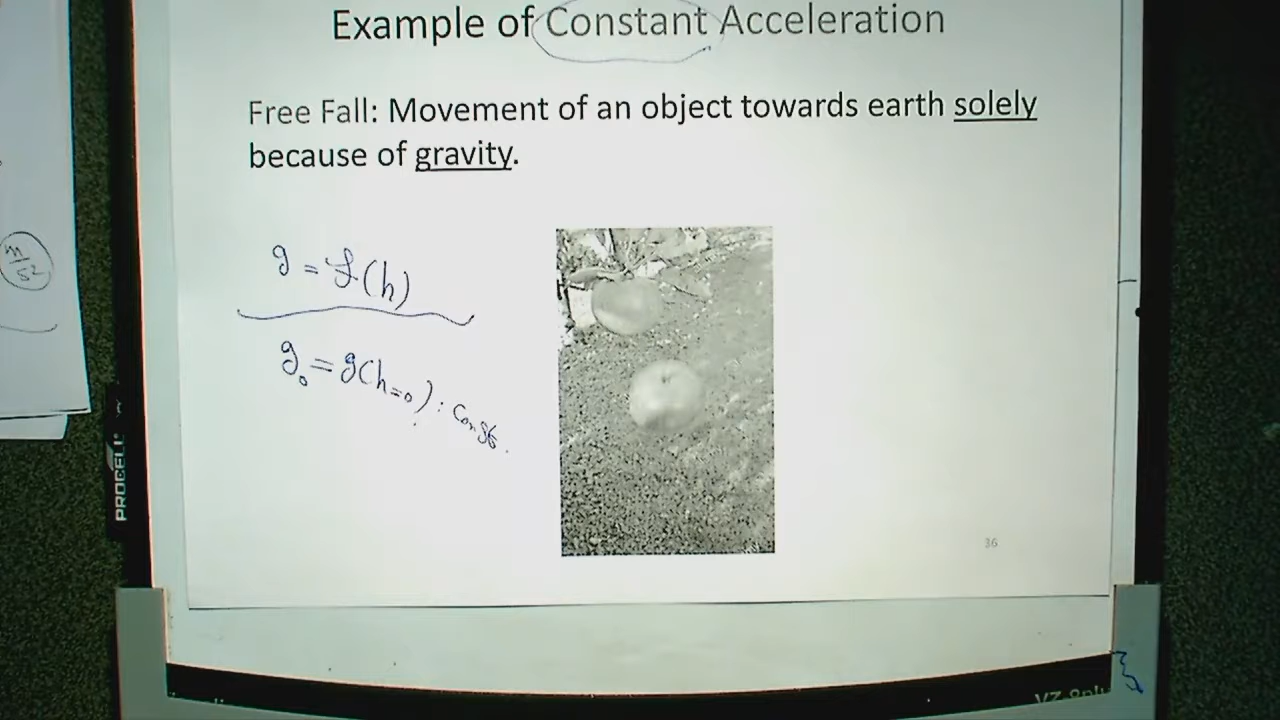 Example of Constant Acceleration
Free Fall: Movement of an object towards earth solely
because of gravity.
g = f(h)
g₀ = g(h=0) : const.
m/s²
36
PROCELL